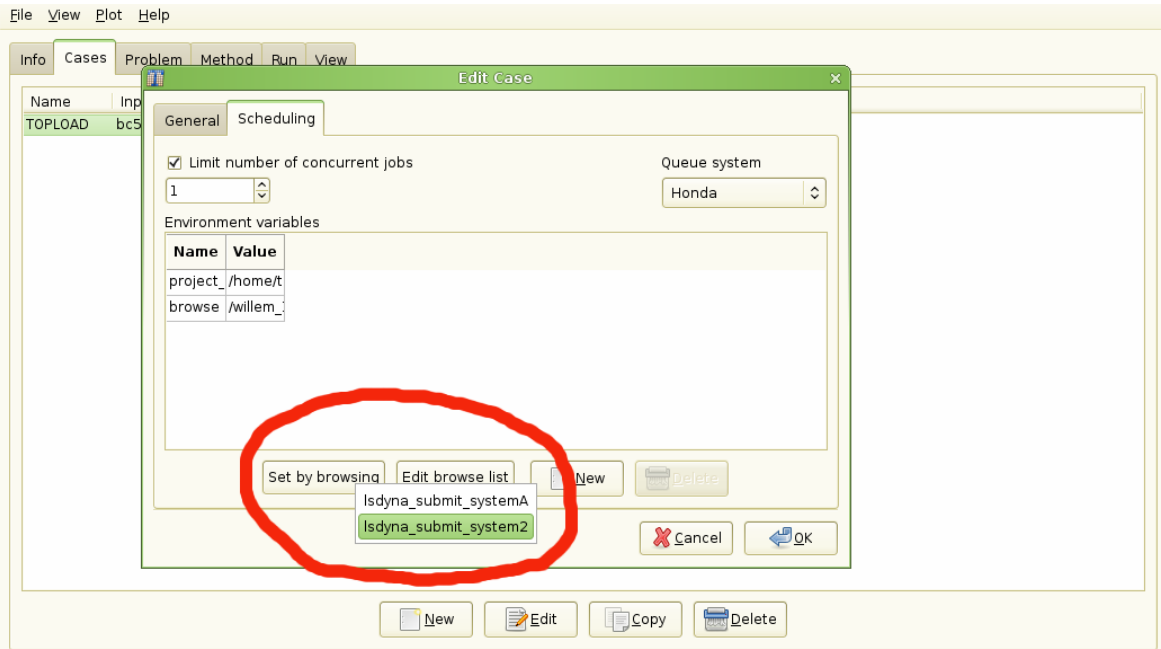 File View Plot Help
Info Cases Problem Method Run View
Edit Case
Name Inp
TOPLOAD bc5
General Scheduling
Limit number of concurrent jobs
Queue system
1
Honda
Environment variables
Name Value
project_ /home/t
browse /willem_
Set by browsing Edit browse list New Delete
lsdyna_submit_systemA
lsdyna_submit_system2
Cancel OK
New Edit Copy Delete